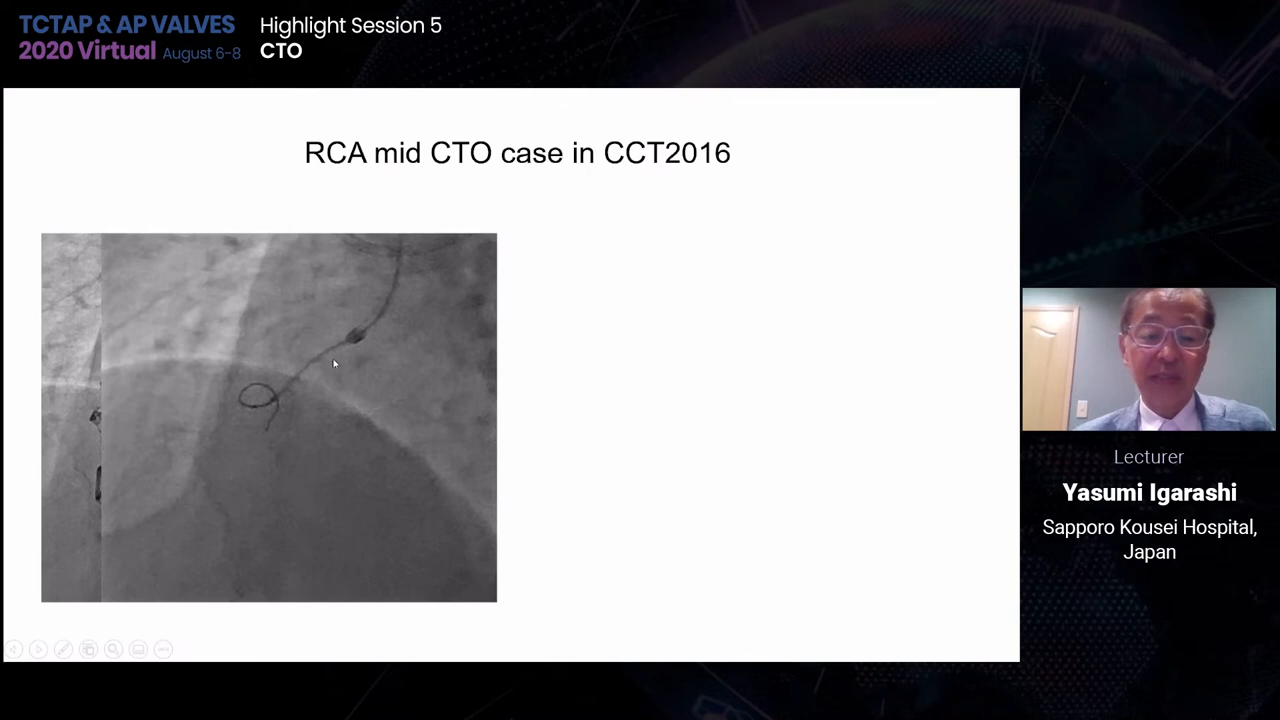 TCTAP & AP VALVES
2020 Virtual August 6-8
Highlight Session 5
CTO
RCA mid CTO case in CCT2016
Lecturer
Yasumi Igarashi
Sapporo Kousei Hospital,
Japan